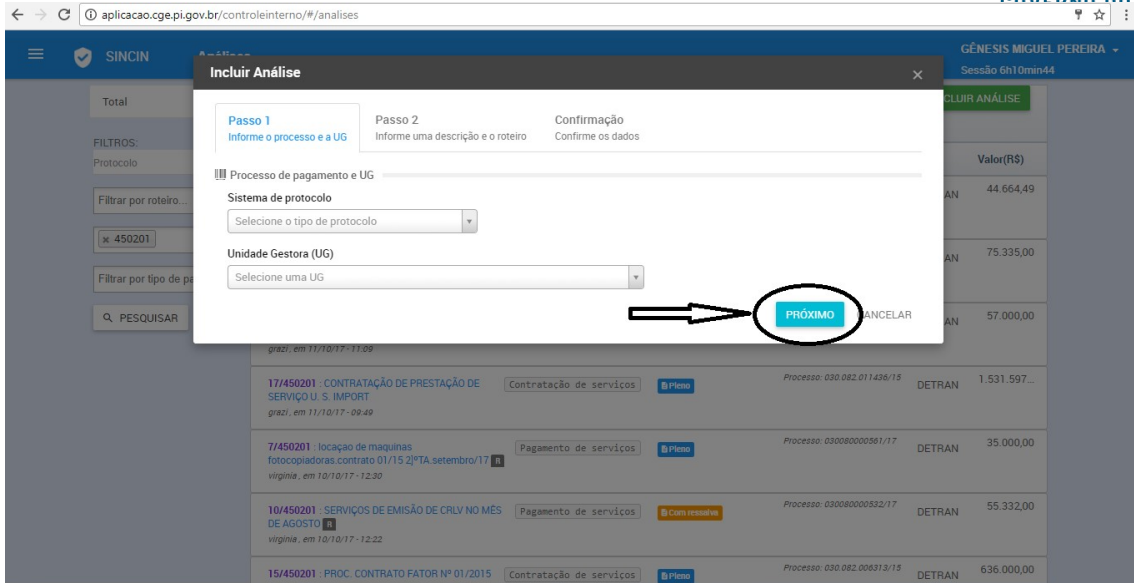 aplicacao.cge.pi.gov.br/controleinterno/#/analises
SINCIN
GÊNESIS MIGUEL PEREIRA
Sessão 6h10min44
Incluir Análise
×
Total
CLUIR ANÁLISE
Passo 1
Informe o processo e a UG
Passo 2
Informe uma descrição e o roteiro
Confirmação
Confirme os dados
FILTROS:
Protocolo
Valor(R$)
Processo de pagamento e UG
Sistema de protocolo
Selecione o tipo de protocolo
Filtrar por roteiro...
AN
44.664,49
× 450201
Unidade Gestora (UG)
Selecione uma UG
AN
75.335,00
Filtrar por tipo de pa
PESQUISAR
PRÓXIMO
CANCELAR
AN
57.000,00
grazi, em 11/10/17 - 11:09
17/450201 : CONTRATAÇÃO DE PRESTAÇÃO DE
SERVIÇO U. S. IMPORT
grazi, em 11/10/17 - 09:49
Contratação de serviços
Pleno
Processo: 030.082.011436/15
DETRAN
1.531.597...
7/450201 : locaçao de maquinas
fotocopiadoras.contrato 01/15 2]ºTA.setembro/17 R
virginia, em 10/10/17 - 12:30
Pagamento de serviços
Pleno
Processo: 030080000561/17
DETRAN
35.000,00
10/450201 : SERVIÇOS DE EMISÃO DE CRLV NO MÊS
DE AGOSTO R
virginia, em 10/10/17 - 12:22
Pagamento de serviços
Com ressalva
Processo: 030080000532/17
DETRAN
55.332,00
15/450201 : PROC. CONTRATO FATOR Nº 01/2015
Contratação de serviços
Pleno
Processo: 030.082.006313/15
DETRAN
636.000,00